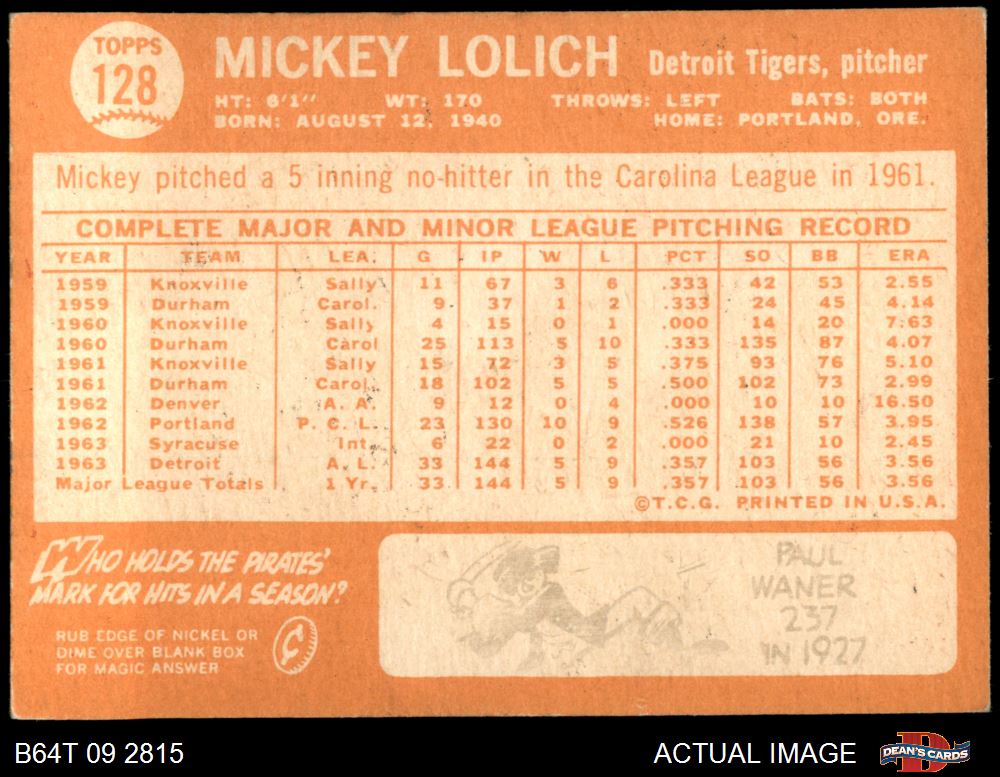 TOPPS
128
MICKEY LOLICH Detroit Tigers, pitcher
HT: 6'1" WT: 170 THROWS: LEFT BATS: BOTH
BORN: AUGUST 12, 1940 HOME: PORTLAND, ORE.
Mickey pitched a 5 inning no-hitter in the Carolina League in 1961.
COMPLETE MAJOR AND MINOR LEAGUE PITCHING RECORD
YEAR TEAM LEA. G IP W L PCT SO BB ERA
1959 Knoxville Sally 11 67 3 6 .333 42 53 2.55
1959 Durham Carol. 9 37 1 2 .333 24 45 4.14
1960 Knoxville Sally 4 15 0 1 .000 14 20 7.63
1960 Durham Carol 25 113 5 10 .333 135 87 4.07
1961 Knoxville Sally 15 72 3 5 .375 93 76 5.10
1961 Durham Carol. 18 102 5 5 .500 102 73 2.99
1962 Denver A. A. 9 12 0 4 .000 10 10 16.50
1962 Portland P. C. L. 23 130 10 9 .526 138 57 3.95
1963 Syracuse Int. 6 22 0 2 .000 21 10 2.45
1963 Detroit A. L. 33 144 5 9 .357 103 56 3.56
Major League Totals 1 Yr. 33 144 5 9 .357 103 56 3.56
©T.C.G. PRINTED IN U.S.A.
WHO HOLDS THE PIRATES'
MARK FOR HITS IN A SEASON?
RUB EDGE OF NICKEL OR
DIME OVER BLANK BOX
FOR MAGIC ANSWER
PAUL
WANER
237
IN 1927
B64T 09 2815 ACTUAL IMAGE DEAN'S CARDS